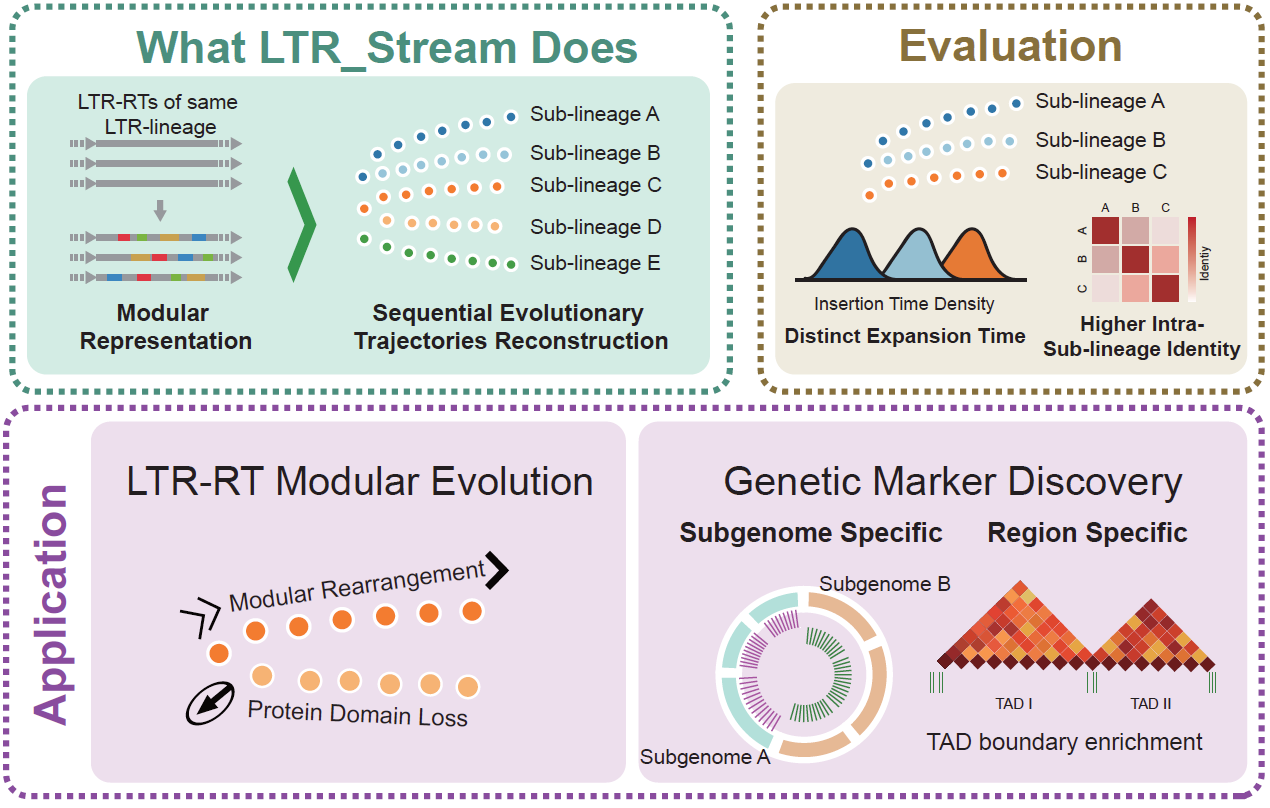 What LTR_Stream Does
LTR-RTs of same
LTR-lineage
Modular
Representation
Sub-lineage A
Sub-lineage B
Sub-lineage C
Sub-lineage D
Sub-lineage E
Sequential Evolutionary
Trajectories Reconstruction
Evaluation
Sub-lineage A
Sub-lineage B
Sub-lineage C
Insertion Time Density
Distinct Expansion Time
A B C
A
B
C
Identiy
Higher Intra-
Sub-lineage Identity
Application
LTR-RT Modular Evolution
Modular Rearrangement
Protein Domain Loss
Genetic Marker Discovery
Subgenome Specific
Region Specific
Subgenome B
Subgenome A
TAD I
TAD II
TAD boundary enrichment